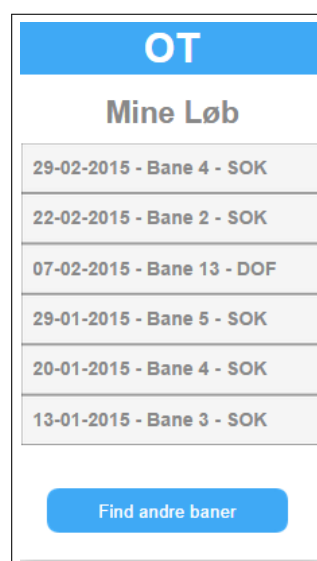 OT
Mine Løb
29-02-2015 - Bane 4 - SOK
22-02-2015 - Bane 2 - SOK
07-02-2015 - Bane 13 - DOF
29-01-2015 - Bane 5 - SOK
20-01-2015 - Bane 4 - SOK
13-01-2015 - Bane 3 - SOK
Find andre baner